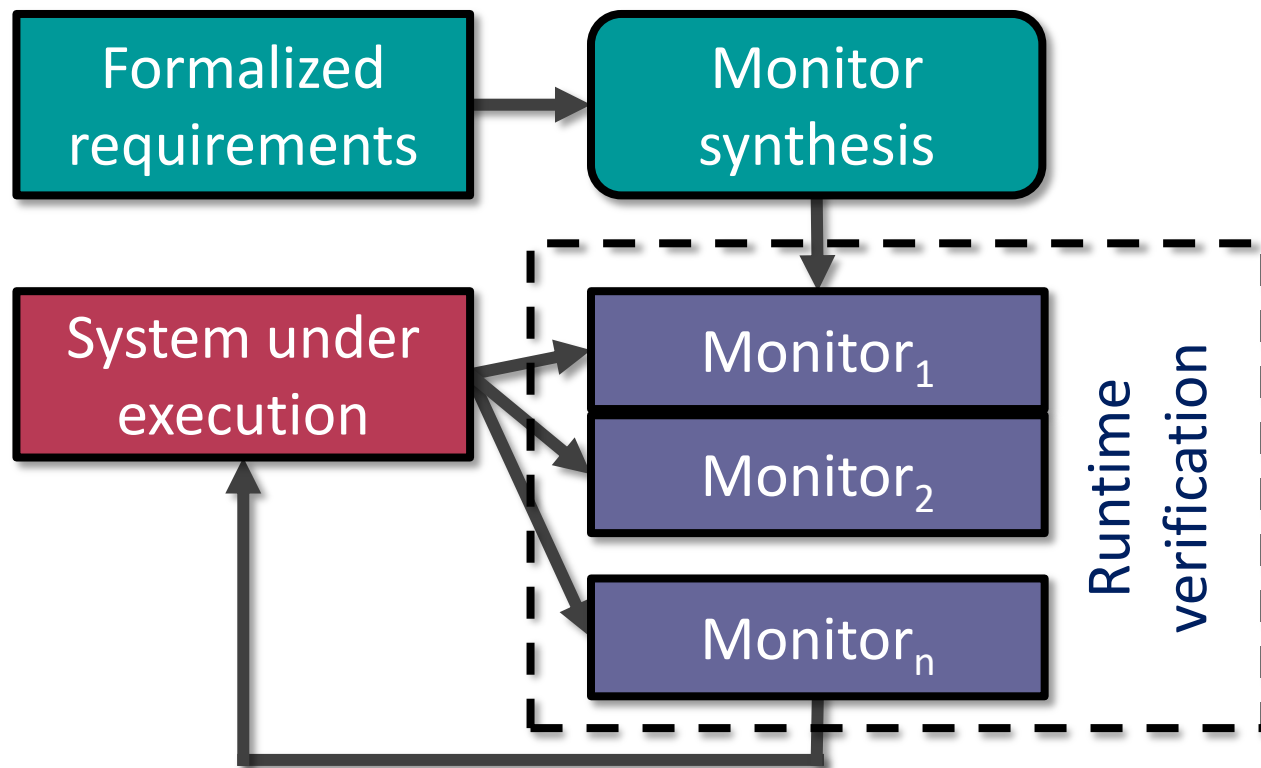 Formalized
requirements
Monitor
synthesis
System under
execution
Monitor₁
Monitor₂
Monitorₙ
Runtime
verification